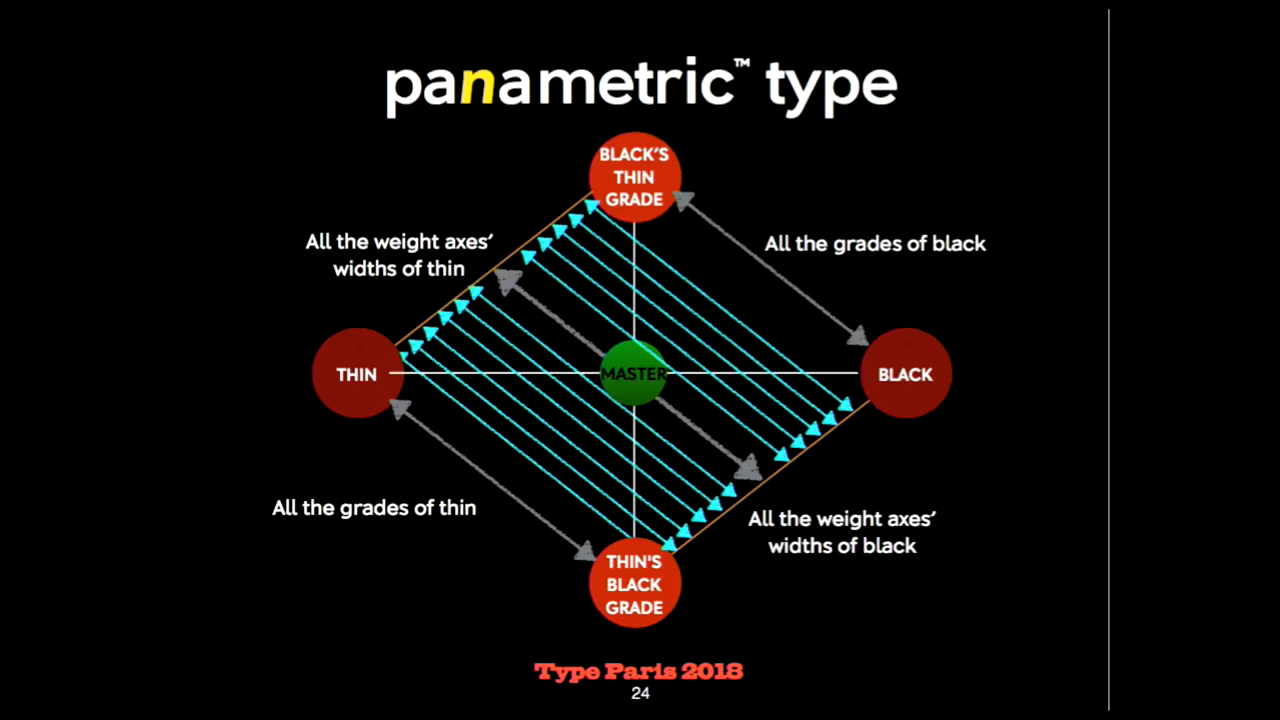 panametric™ type
BLACK'S
THIN
GRADE
All the weight axes'
widths of thin
All the grades of black
THIN
MASTER
BLACK
All the grades of thin
All the weight axes'
widths of black
THIN'S
BLACK
GRADE
Type Paris 2018
24